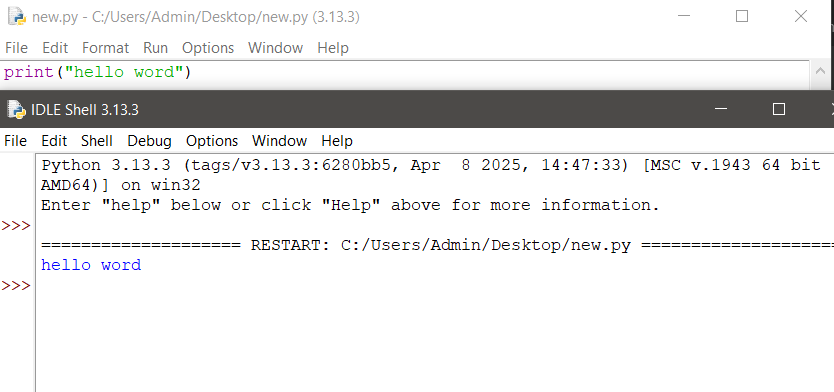 new.py - C:/Users/Admin/Desktop/new.py (3.13.3)
File Edit Format Run Options Window Help
print("hello word")
IDLE Shell 3.13.3
File Edit Shell Debug Options Window Help
Python 3.13.3 (tags/v3.13.3:6280bb5, Apr  8 2025, 14:47:33) [MSC v.1943 64 bit
AMD64)] on win32
Enter "help" below or click "Help" above for more information.
>>>
==================== RESTART: C:/Users/Admin/Desktop/new.py ====================
hello word
>>>